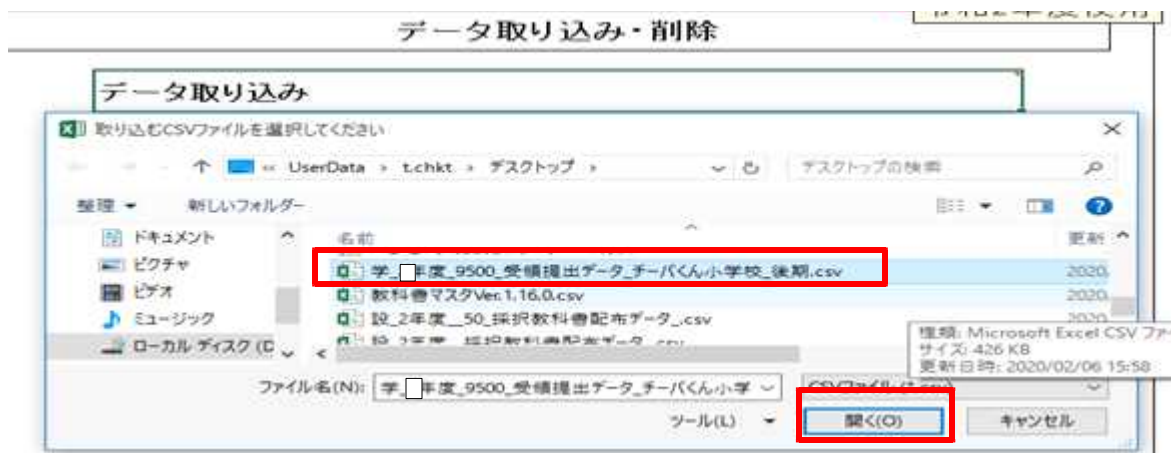 データ取り込み・削除
データ取り込み
取り込むCSVファイルを選択してください
« UserData › t.chkt › デスクトップ ›
デスクトップの検索
整理 新しいフォルダー
ドキュメント
ピクチャ
ビデオ
ミュージック
ローカル ディスク (D
名前 更新
学_□年度_9500_受領提出データ_チーバくん小学校_後期.csv 2020
教科書マスタVer.1.16.0.csv 2020
設_2年度__50_採択教科書配布データ_.csv 2020
種類: Microsoft Excel CSV ファ
サイズ: 426 KB
更新日時: 2020/02/06 15:58
ファイル名(N): 学_□年度_9500_受領提出データ_チーバくん小学
ツール(L) 開く(O) キャンセル